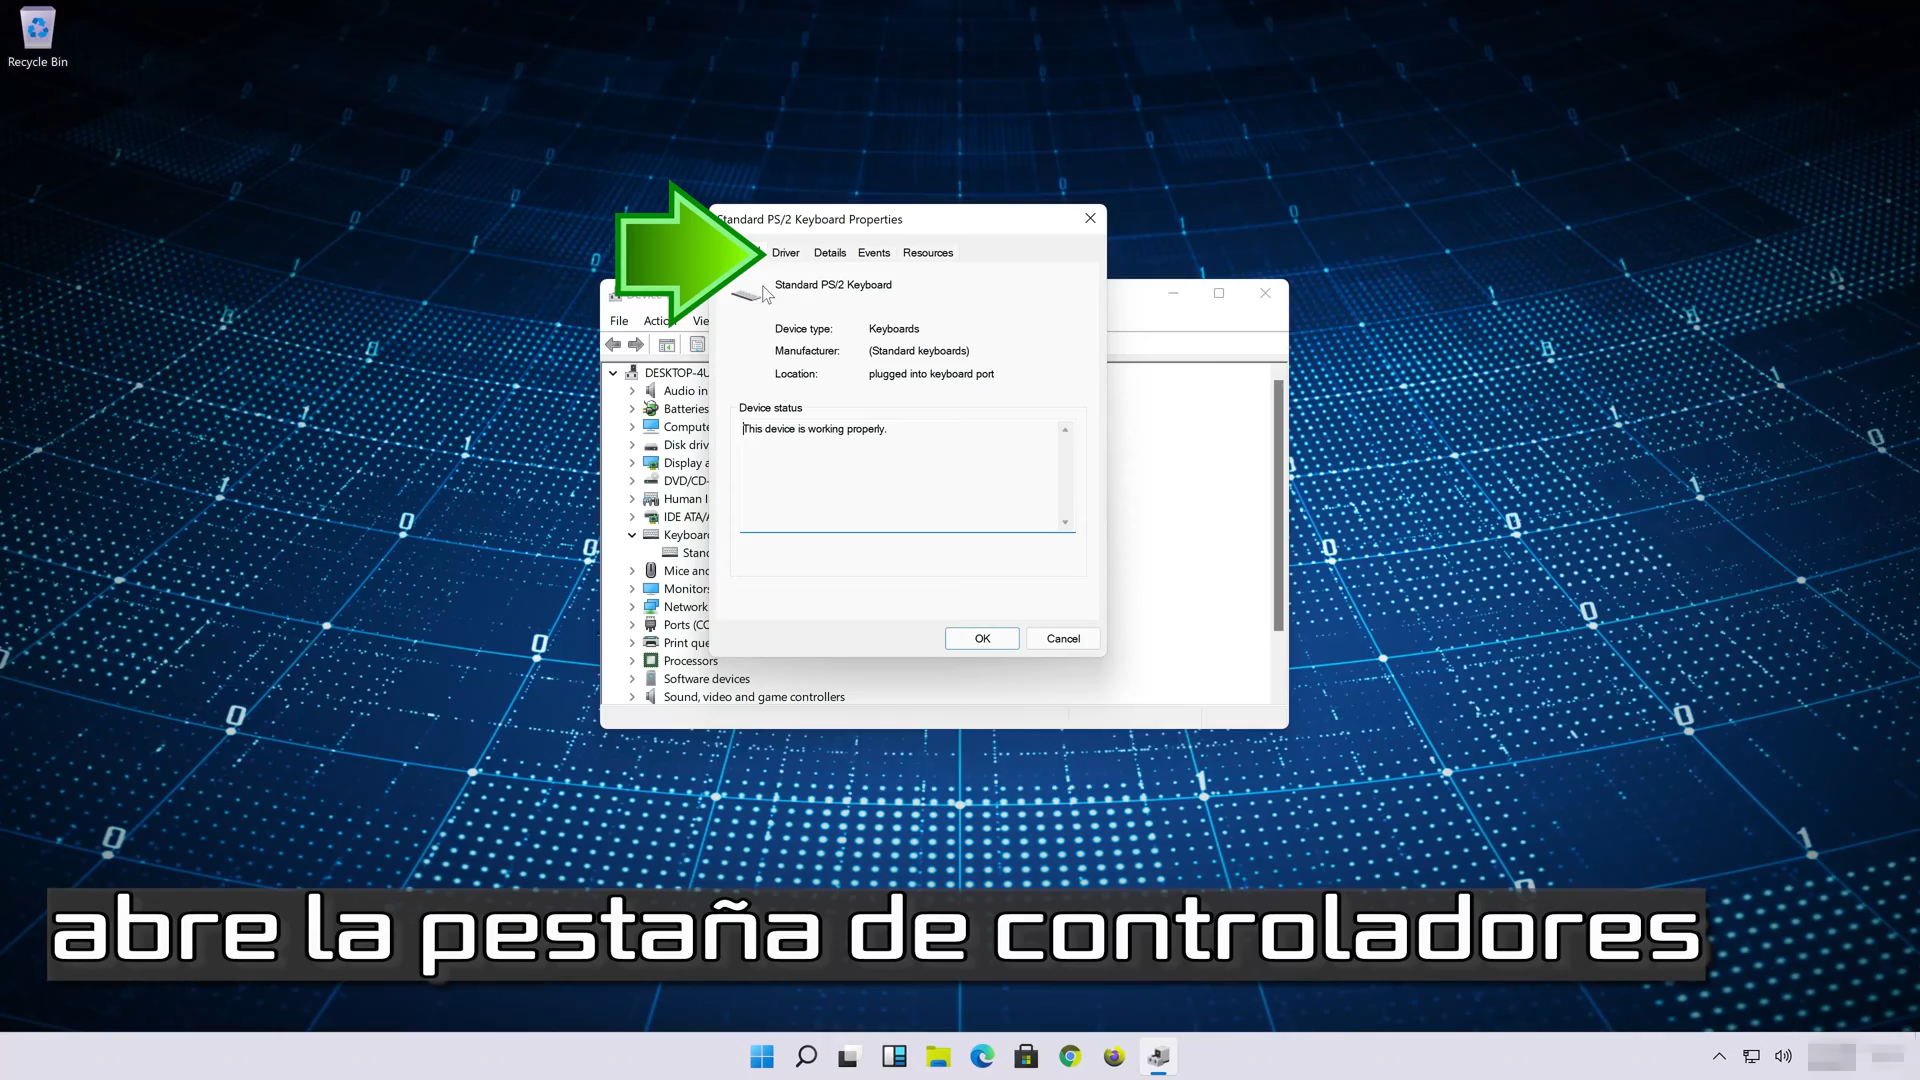 Recycle Bin
Standard PS/2 Keyboard Properties
Driver Details Events Resources
Standard PS/2 Keyboard
Device type: Keyboards
Manufacturer: (Standard keyboards)
Location: plugged into keyboard port
Device status
This device is working properly.
OK Cancel
File Actio Vie
DESKTOP-4U
Audio in
Batteries
Compute
Disk driv
Display a
DVD/CD-
Human I
IDE ATA/A
Keyboar
Stan
Mice and
Monitors
Network
Ports (CO
Print que
Processors
Software devices
Sound, video and game controllers
abre la pestaña de controladores